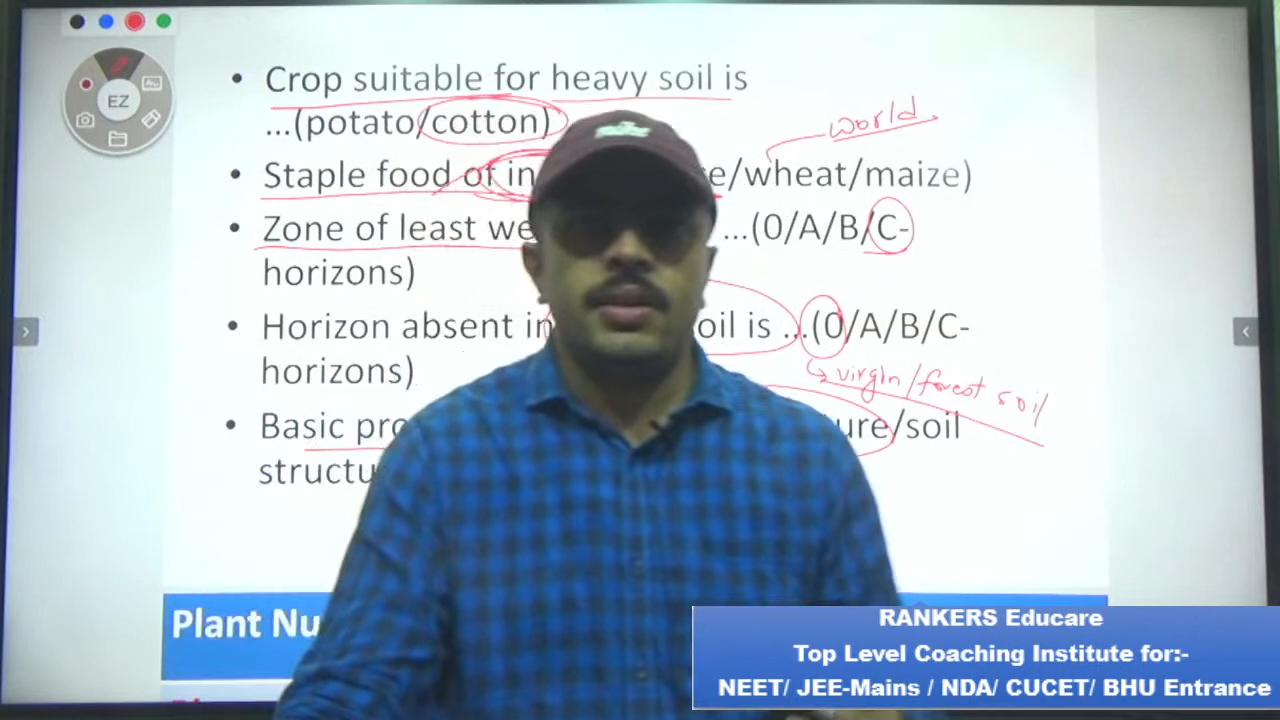 EZ
• Crop suitable for heavy soil is
...(potato/cotton)
world
• Staple food of in e/wheat/maize)
• Zone of least we ...(0/A/B/C-
horizons)
• Horizon absent in oil is ...(0/A/B/C-
horizons)
virgin/forest soil
• Basic pro ure/soil
structu
Plant Nu
RANKERS Educare
Top Level Coaching Institute for:-
NEET/ JEE-Mains / NDA/ CUCET/ BHU Entrance